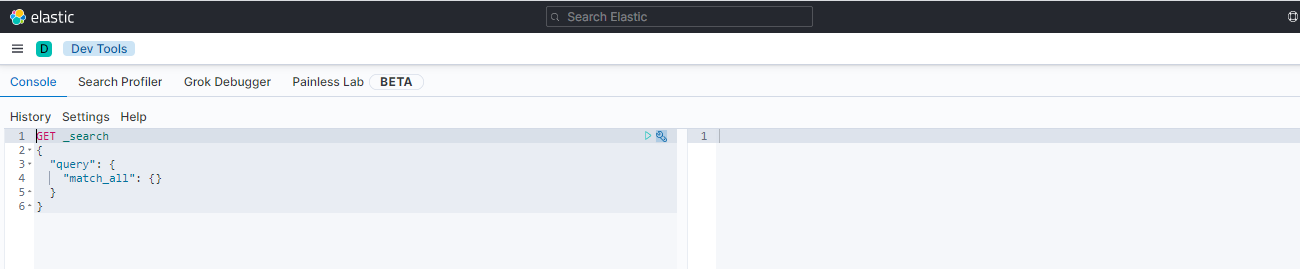 elastic
Search Elastic
D
Dev Tools
Console Search Profiler Grok Debugger Painless Lab BETA
History Settings Help
1 GET _search
2 {
3 "query": {
4 "match_all": {}
5 }
6 }
1